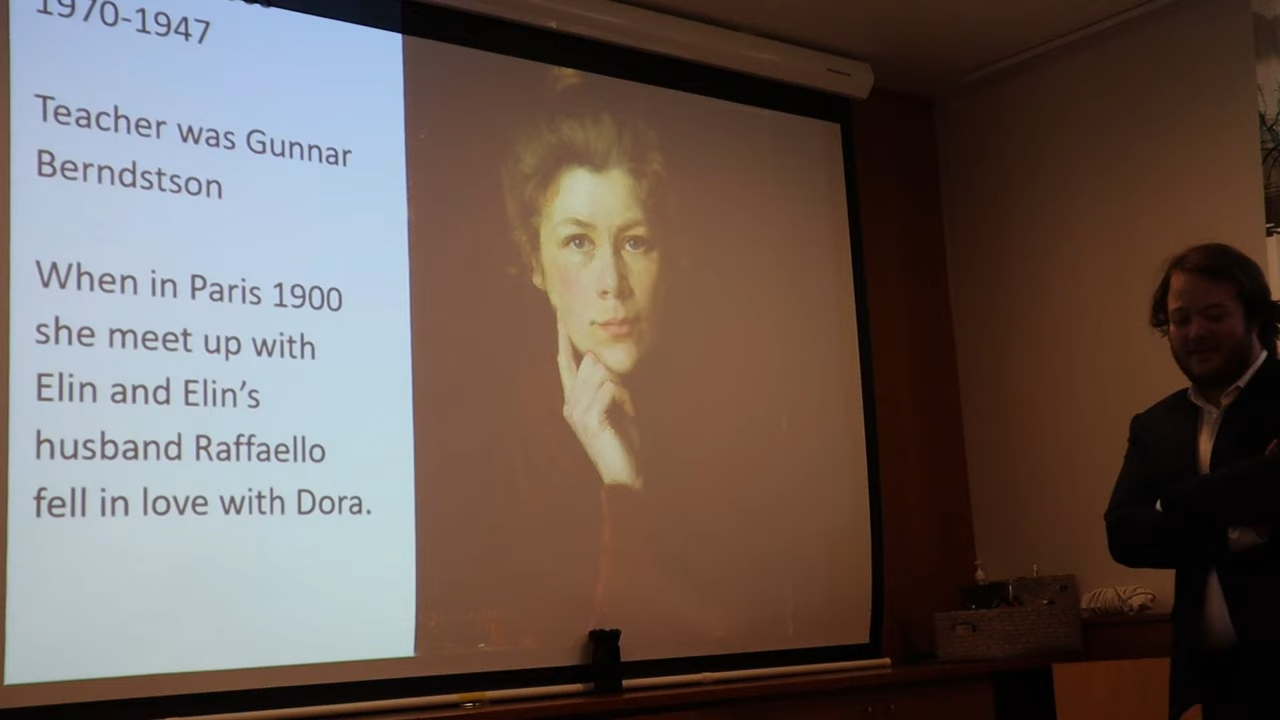 1970-1947
Teacher was Gunnar
Berndstson
When in Paris 1900
she meet up with
Elin and Elin's
husband Raffaello
fell in love with Dora.